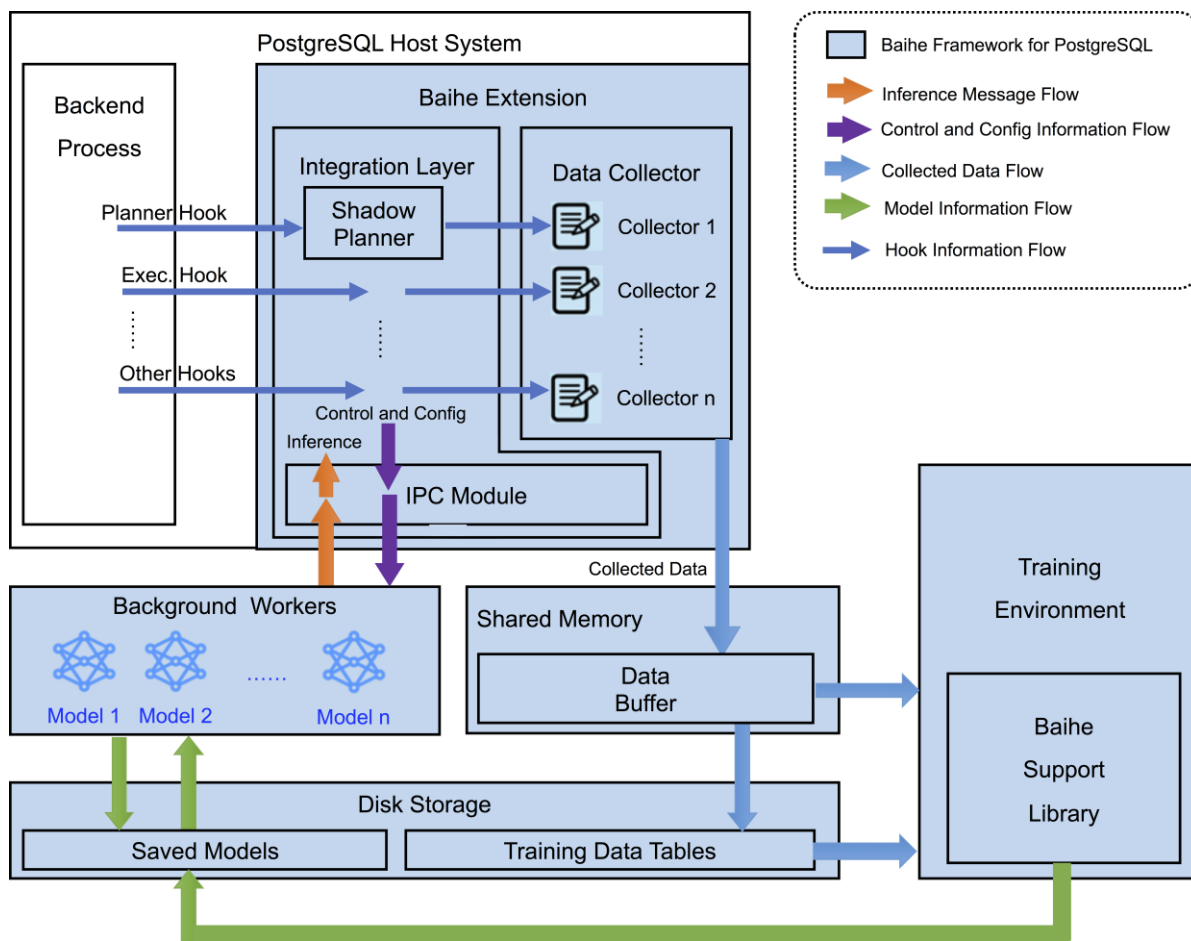 PostgreSQL Host System
Backend
Process
Baihe Extension
Integration Layer
Shadow
Planner
Data Collector
Planner Hook
Collector 1
Exec. Hook
Collector 2
......
......
......
Other Hooks
Collector n
Control and Config
Inference
IPC Module
Collected Data
Background Workers
Model 1
Model 2
......
Model n
Shared Memory
Data
Buffer
Disk Storage
Saved Models
Training Data Tables
Training
Environment
Baihe
Support
Library
Baihe Framework for PostgreSQL
Inference Message Flow
Control and Config Information Flow
Collected Data Flow
Model Information Flow
Hook Information Flow